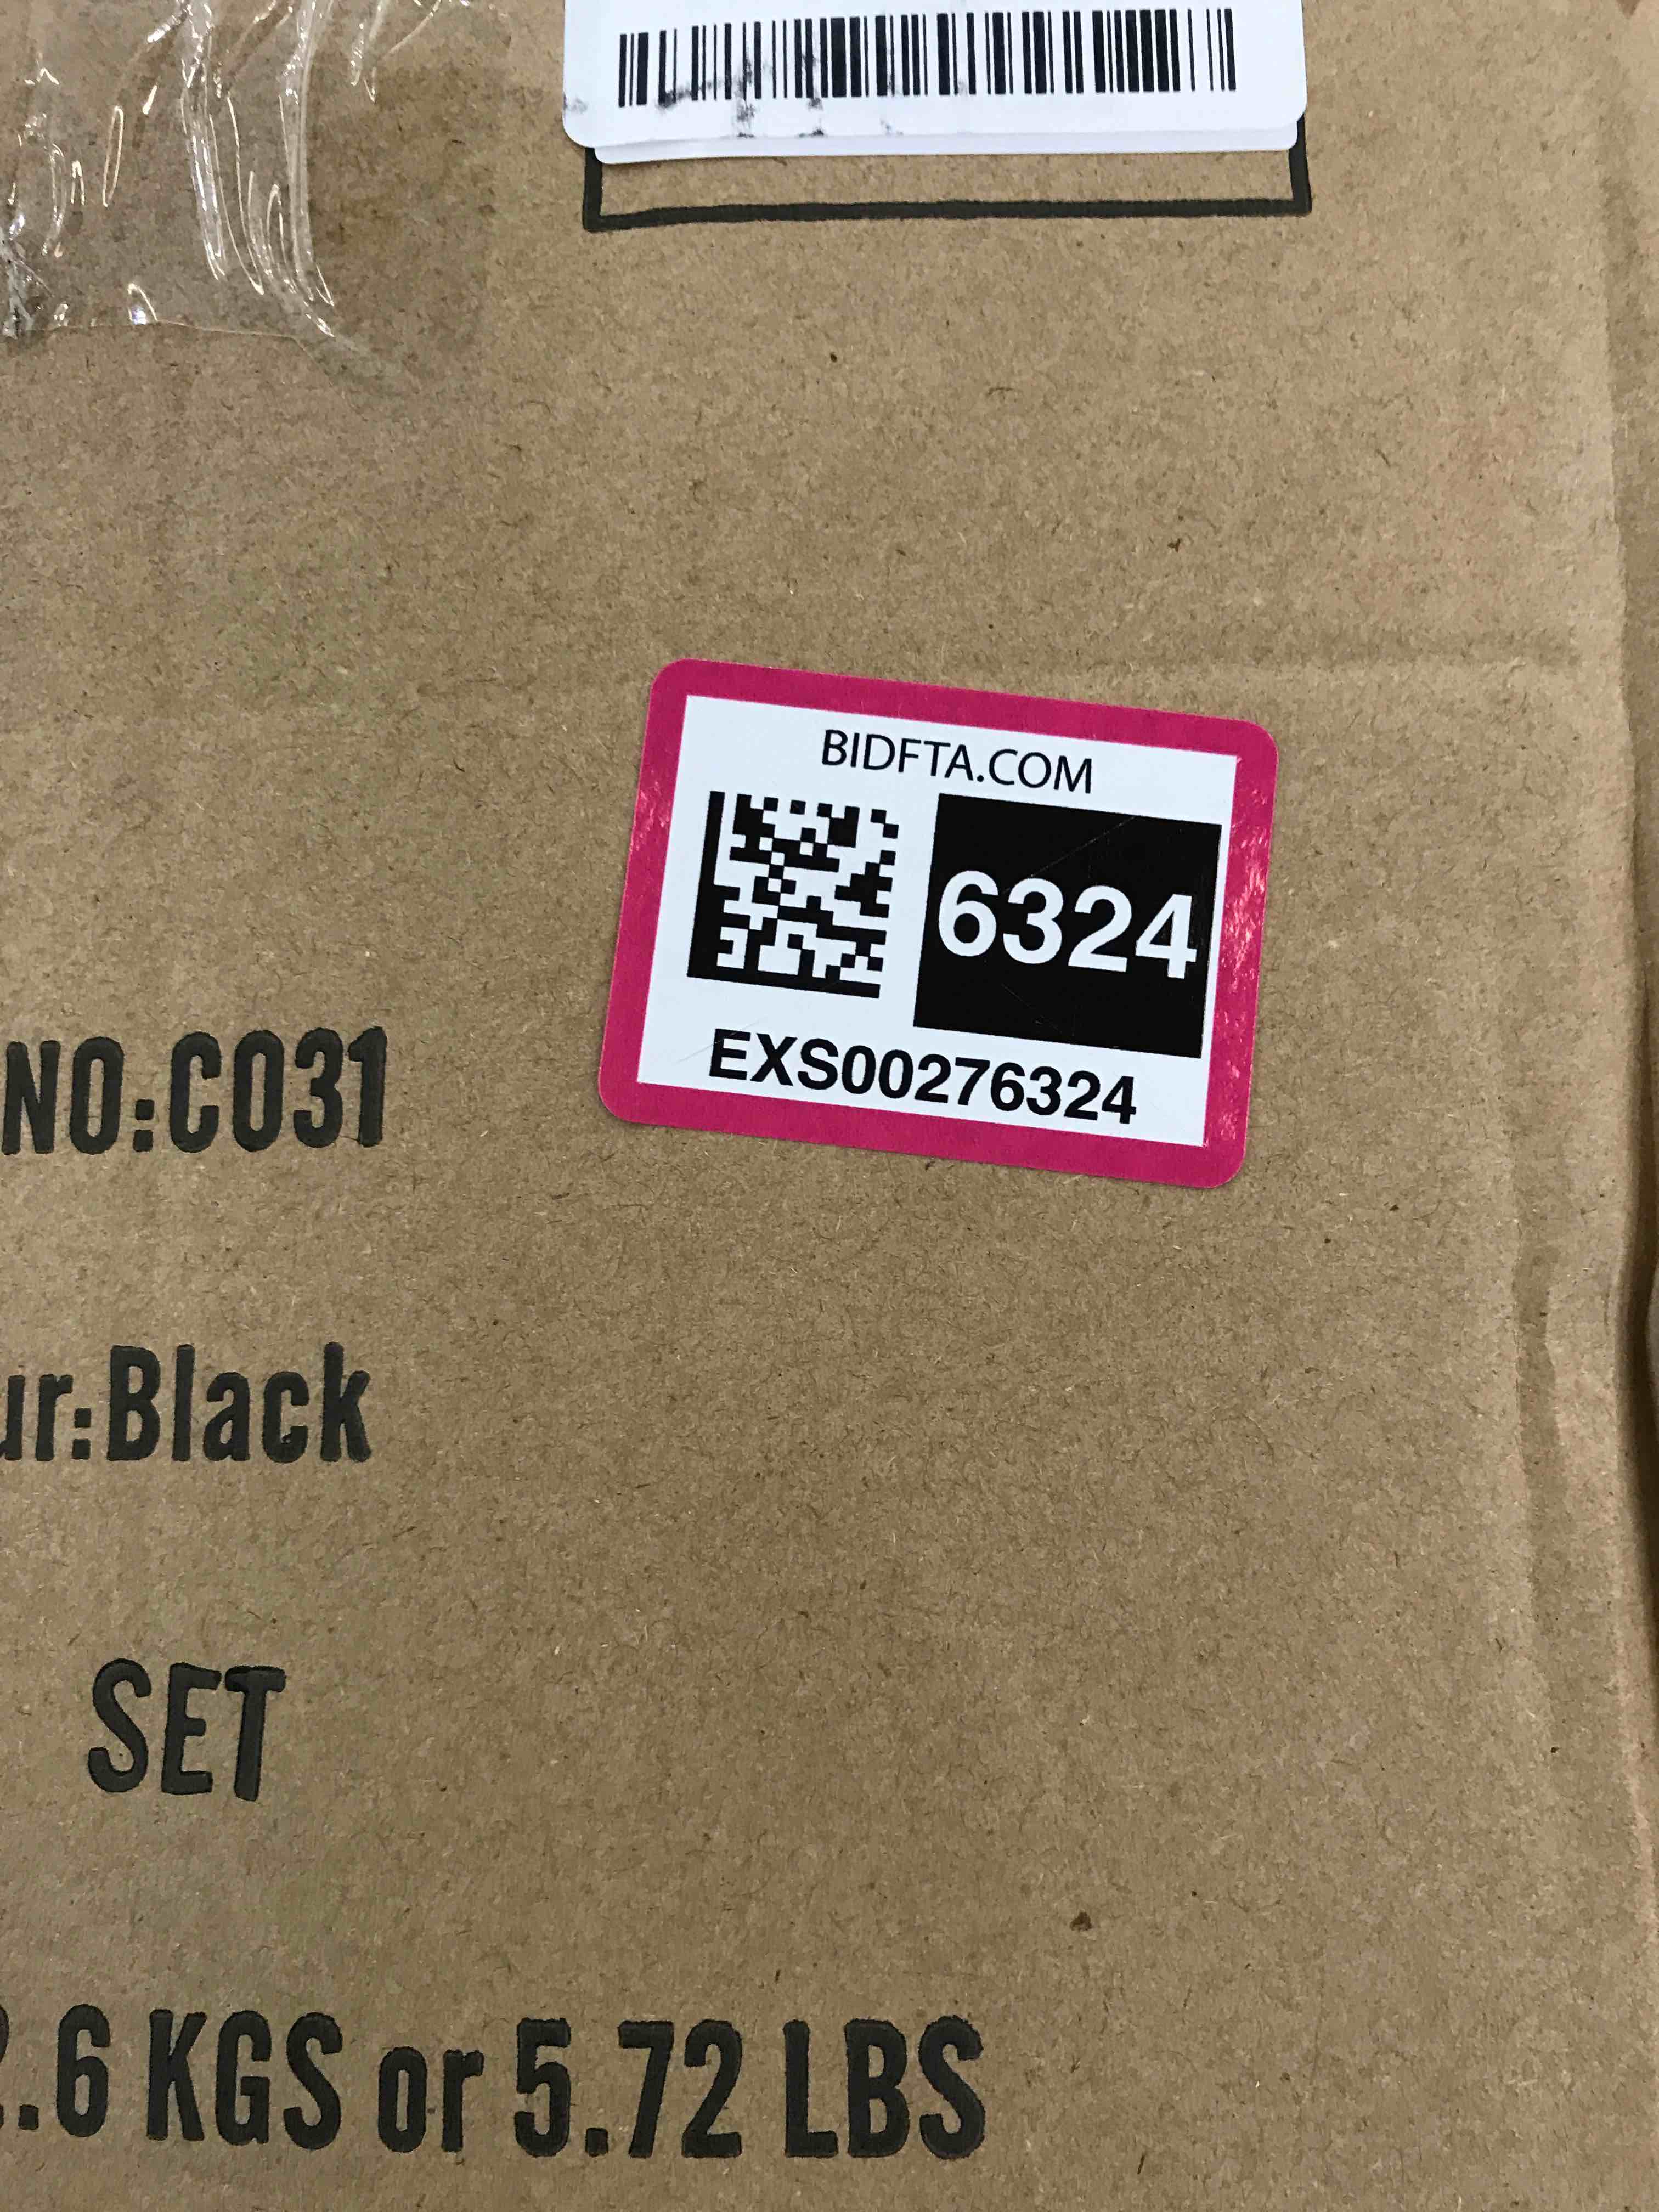 BIDFTA.COM
6324
EXS00276324
NO:C031
ur:Black
SET
.6 KGS or 5.72 LBS